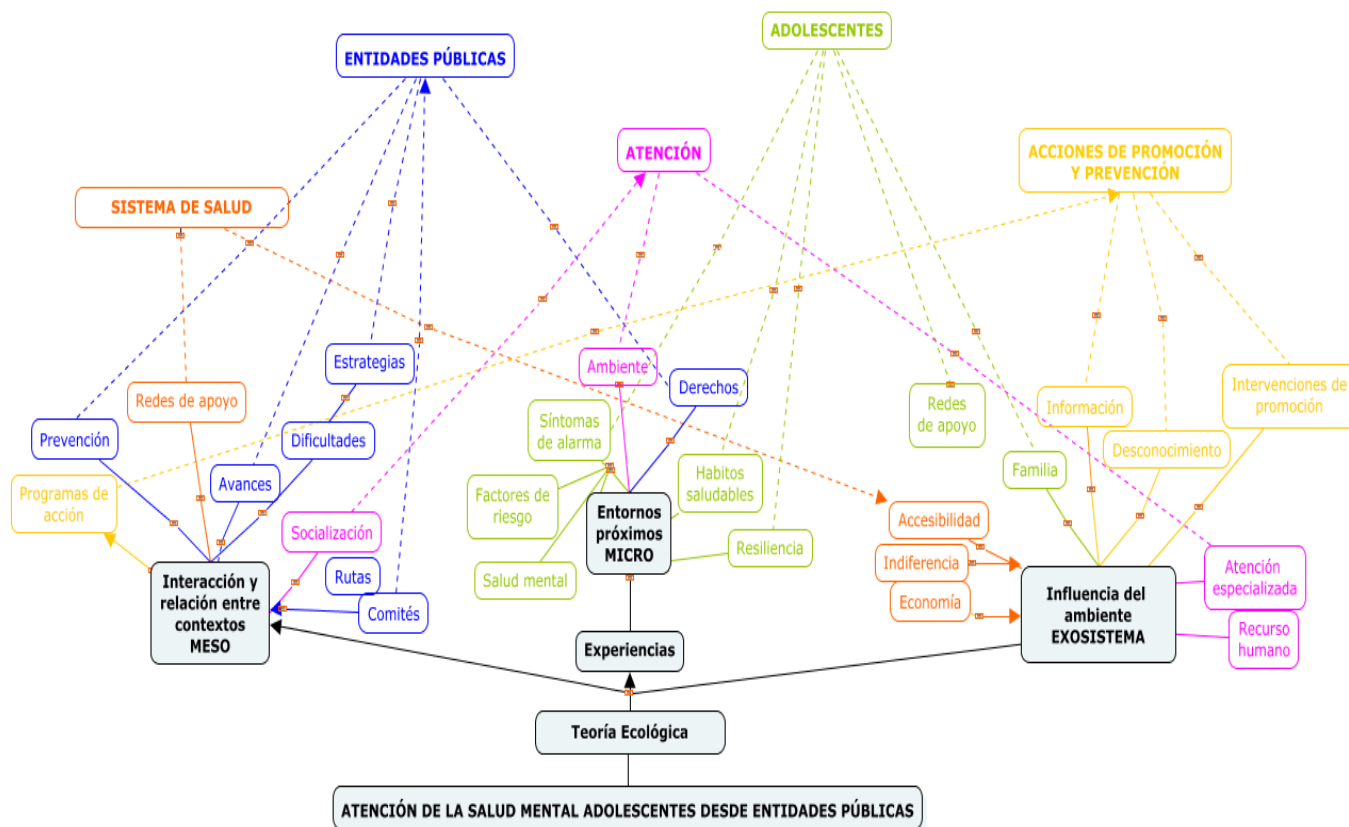 ADOLESCENTES
ENTIDADES PÚBLICAS
ATENCIÓN
ACCIONES DE PROMOCIÓN
Y PREVENCIÓN
SISTEMA DE SALUD
Estrategias
Ambiente
Derechos
Redes de apoyo
Redes
de apoyo
Información
Intervenciones de
promoción
Prevención
Dificultades
Síntomas
de alarma
Desconocimiento
Avances
Habitos
saludables
Familia
Programas de
acción
Factores de
riesgo
Entornos
próximos
MICRO
Socialización
Resiliencia
Accesibilidad
Salud mental
Indiferencia
Atención
especializada
Interacción y
relación entre
contextos
MESO
Rutas
Comités
Economía
Influencia del
ambiente
EXOSISTEMA
Recurso
humano
Experiencias
Teoría Ecológica
ATENCIÓN DE LA SALUD MENTAL ADOLESCENTES DESDE ENTIDADES PÚBLICAS